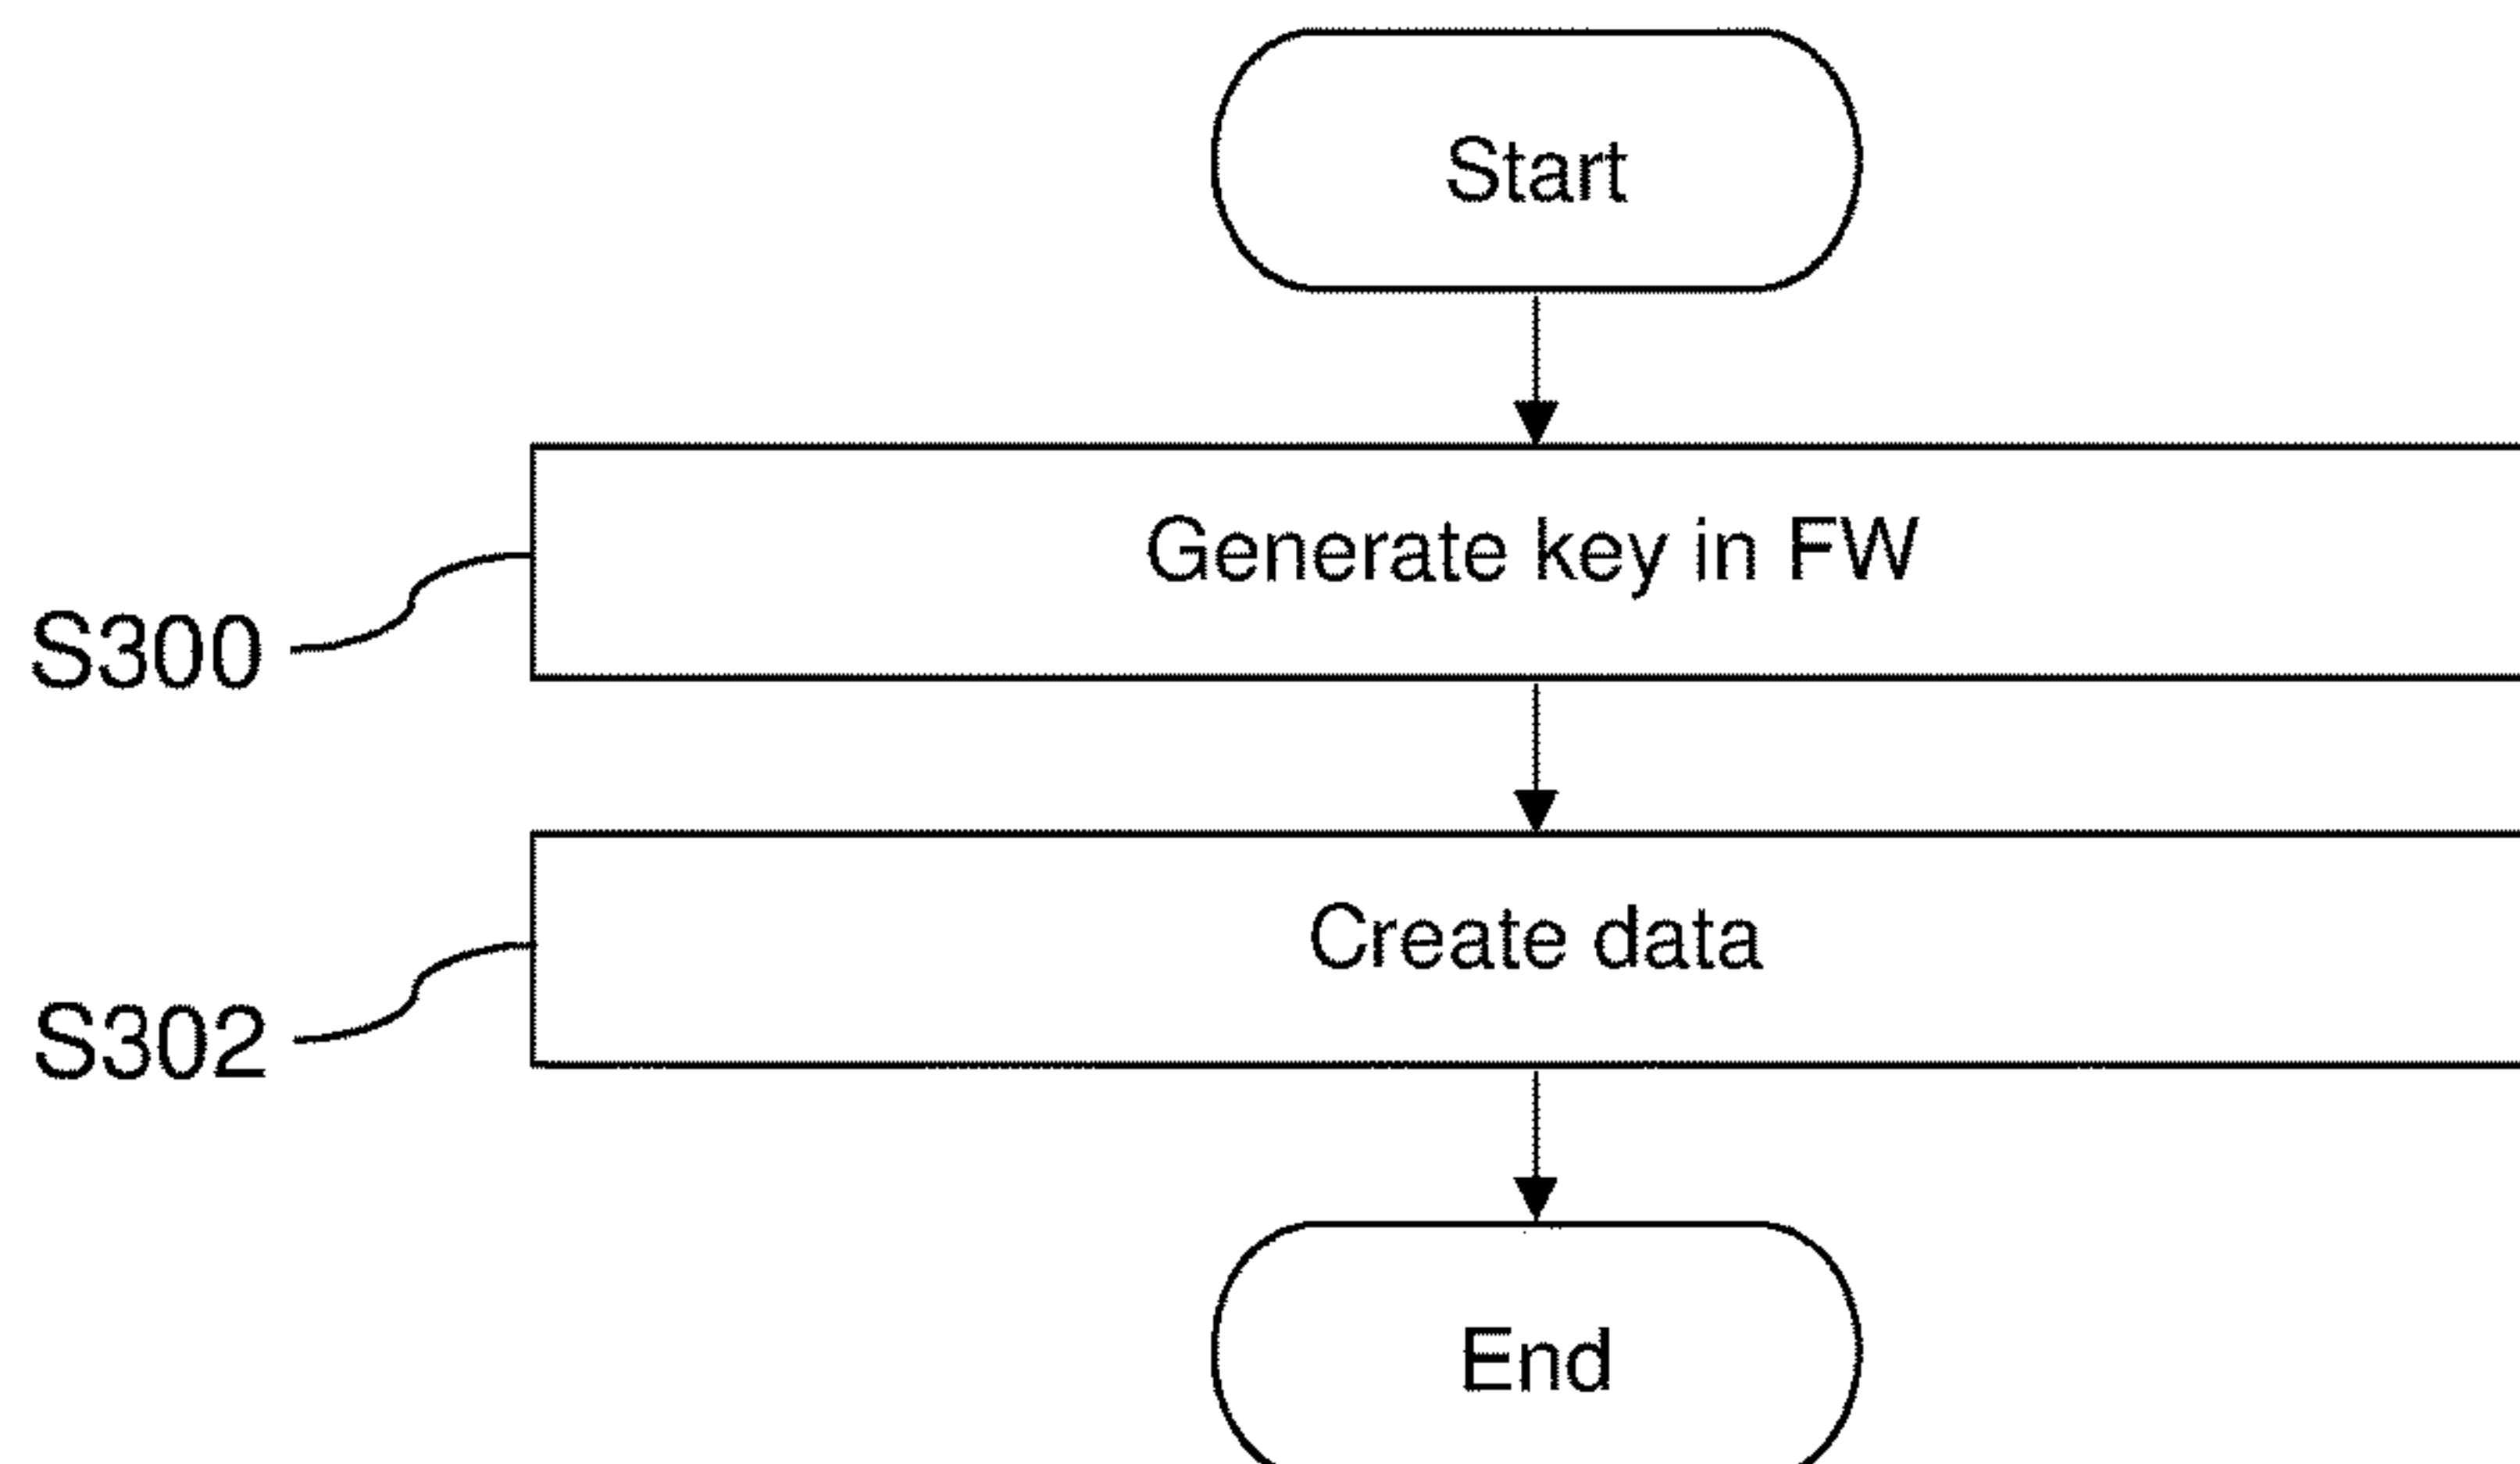 Start
Generate key in FW
S300
Create data
S302
End